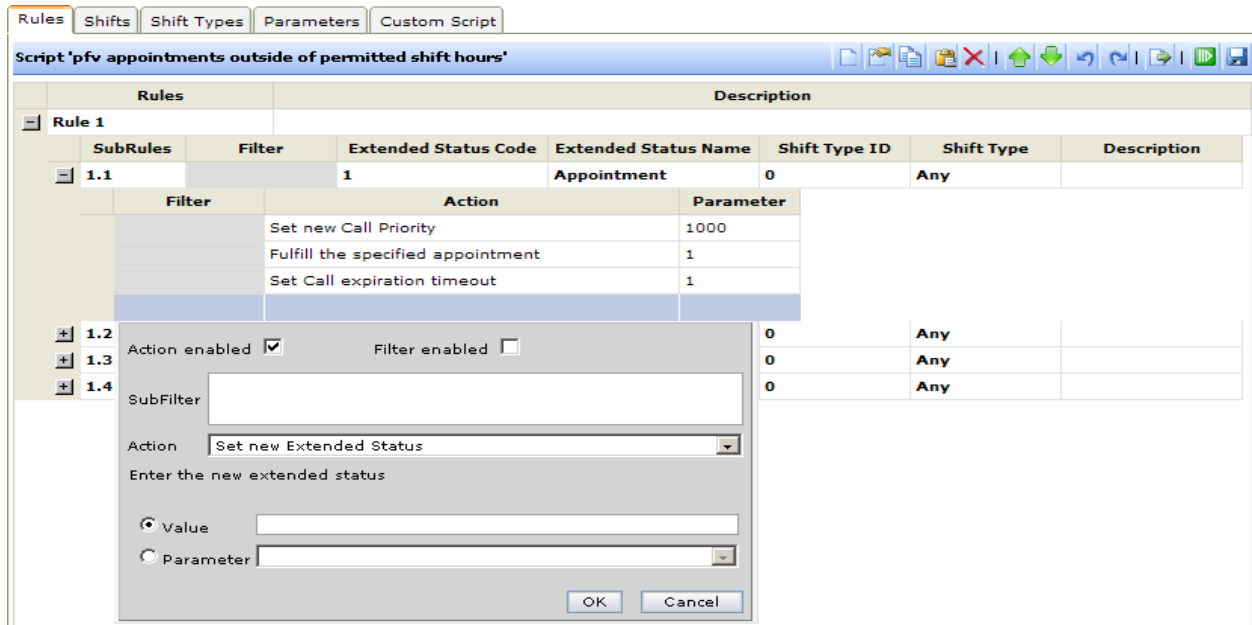 Rules Shifts Shift Types Parameters Custom Script
Script 'pfv appointments outside of permitted shift hours'
Rules Description
Rule 1
SubRules Filter Extended Status Code Extended Status Name Shift Type ID Shift Type Description
1.1 1 Appointment 0 Any
Filter Action Parameter
Set new Call Priority 1000
Fulfill the specified appointment 1
Set Call expiration timeout 1
1.2 0 Any
1.3 0 Any
1.4 0 Any
Action enabled Filter enabled
SubFilter
Action Set new Extended Status
Enter the new extended status
Value
Parameter
OK Cancel